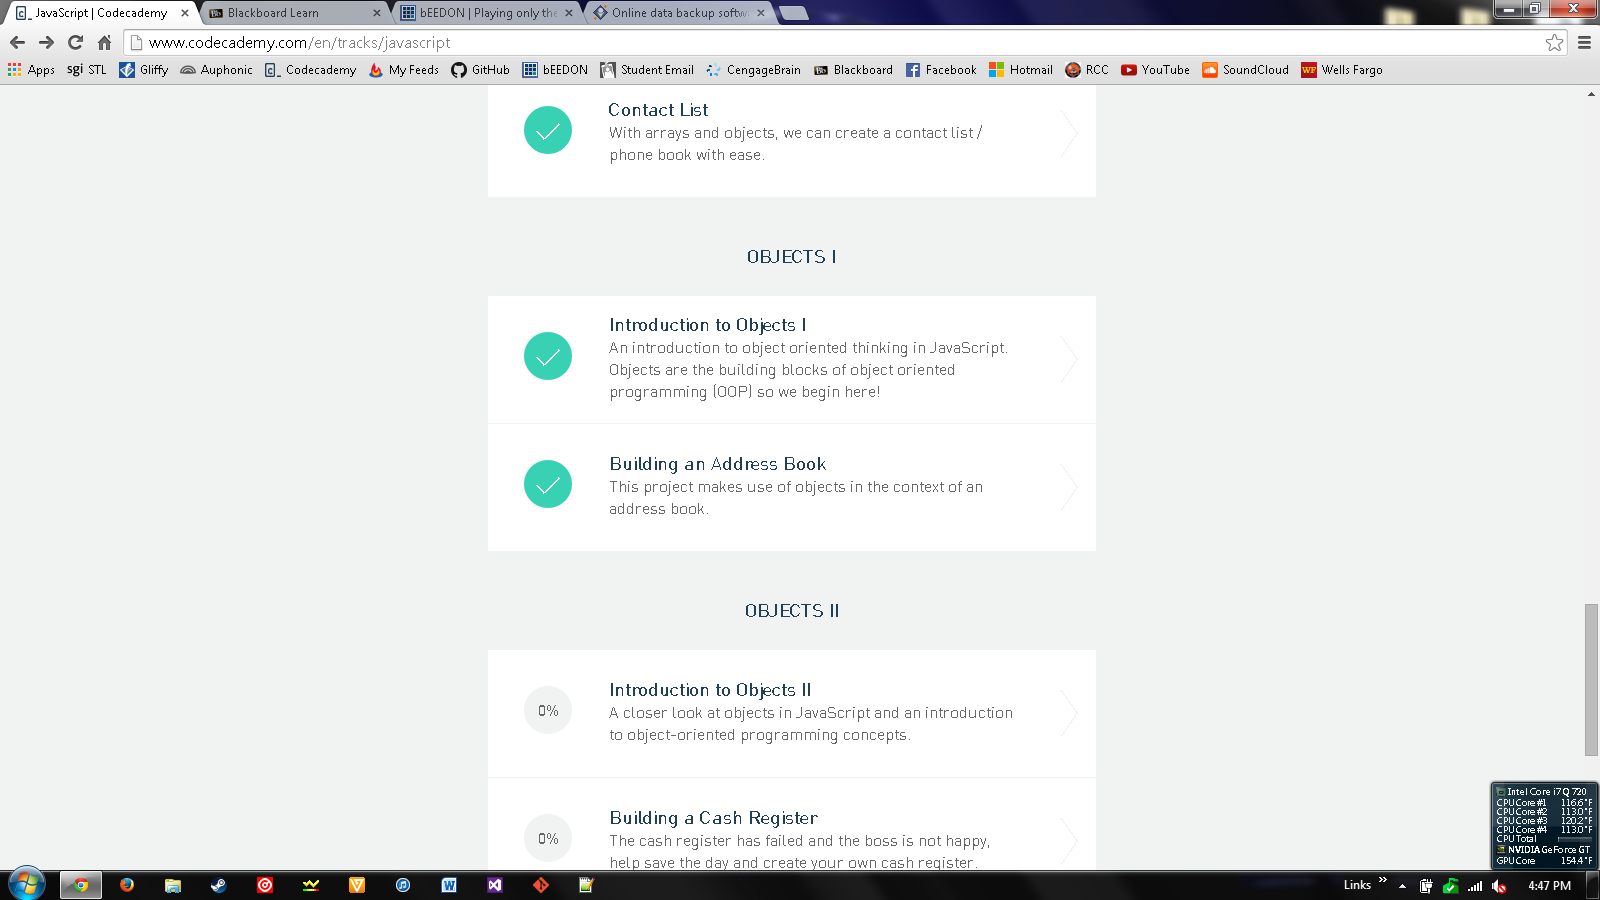 JavaScript | Codecademy
Blackboard Learn
bEEDON | Playing only the
Online data backup softw
www.codecademy.com/en/tracks/javascript
Apps
sgi STL
Gliffy
Auphonic
Codecademy
My Feeds
GitHub
bEEDON
Student Email
CengageBrain
Blackboard
Facebook
Hotmail
RCC
YouTube
SoundCloud
Wells Fargo
Contact List
With arrays and objects, we can create a contact list /
phone book with ease.
OBJECTS I
Introduction to Objects I
An introduction to object oriented thinking in JavaScript.
Objects are the building blocks of object oriented
programming (OOP) so we begin here!
Building an Address Book
This project makes use of objects in the context of an
address book.
OBJECTS II
0%
Introduction to Objects II
A closer look at objects in JavaScript and an introduction
to object-oriented programming concepts.
0%
Building a Cash Register
The cash register has failed and the boss is not happy,
help save the day and create your own cash register.
Intel Core i7 Q 720
CPU Core #1 116.6°F
CPU Core #2 113.0°F
CPU Core #3 120.2°F
CPU Core #4 113.0°F
CPU Total
NVIDIA GeForce GT
GPU Core 154.4°F
Links
4:47 PM